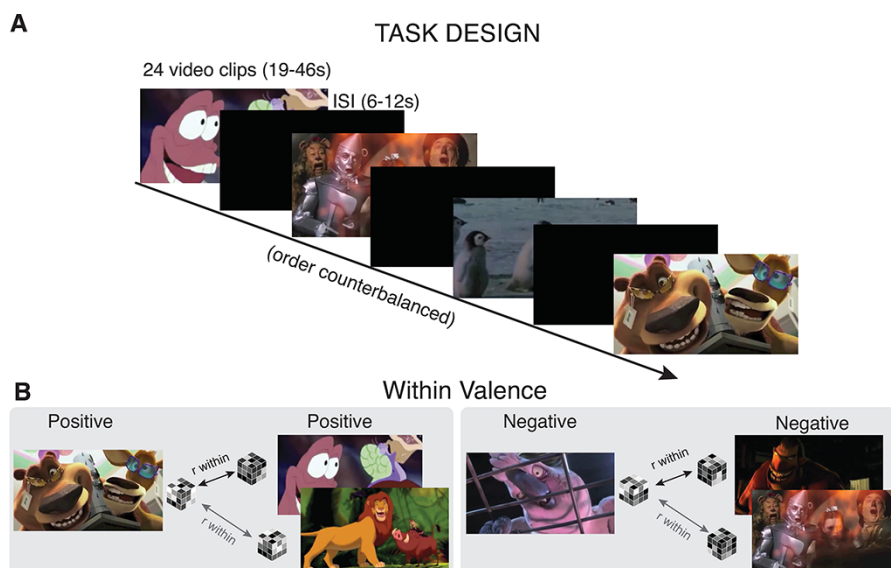 A
TASK DESIGN
24 video clips (19-46s)
ISI (6-12s)
(order counterbalanced)
B
Within Valence
Positive
Positive
Negative
Negative
r within
r within
r within
r within